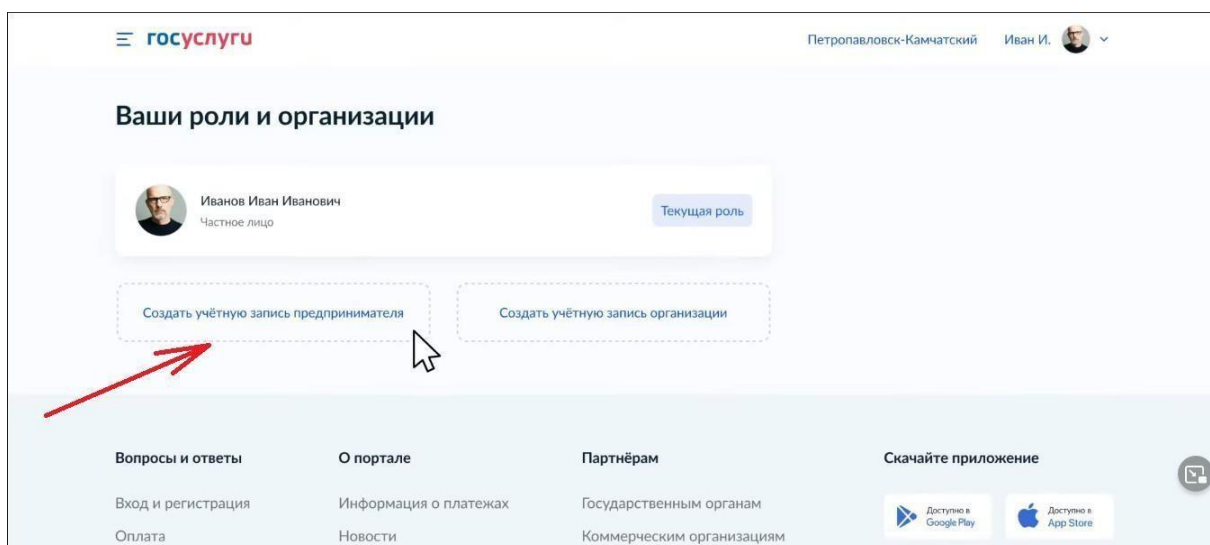 госуслуги
Петропавловск-Камчатский
Иван И.
Ваши роли и организации
Иванов Иван Иванович
Частное лицо
Текущая роль
Создать учётную запись предпринимателя
Создать учётную запись организации
Вопросы и ответы
О портале
Партнёрам
Скачайте приложение
Вход и регистрация
Информация о платежах
Государственным органам
Доступно в
Google Play
Доступно в
App Store
Оплата
Новости
Коммерческим организациям